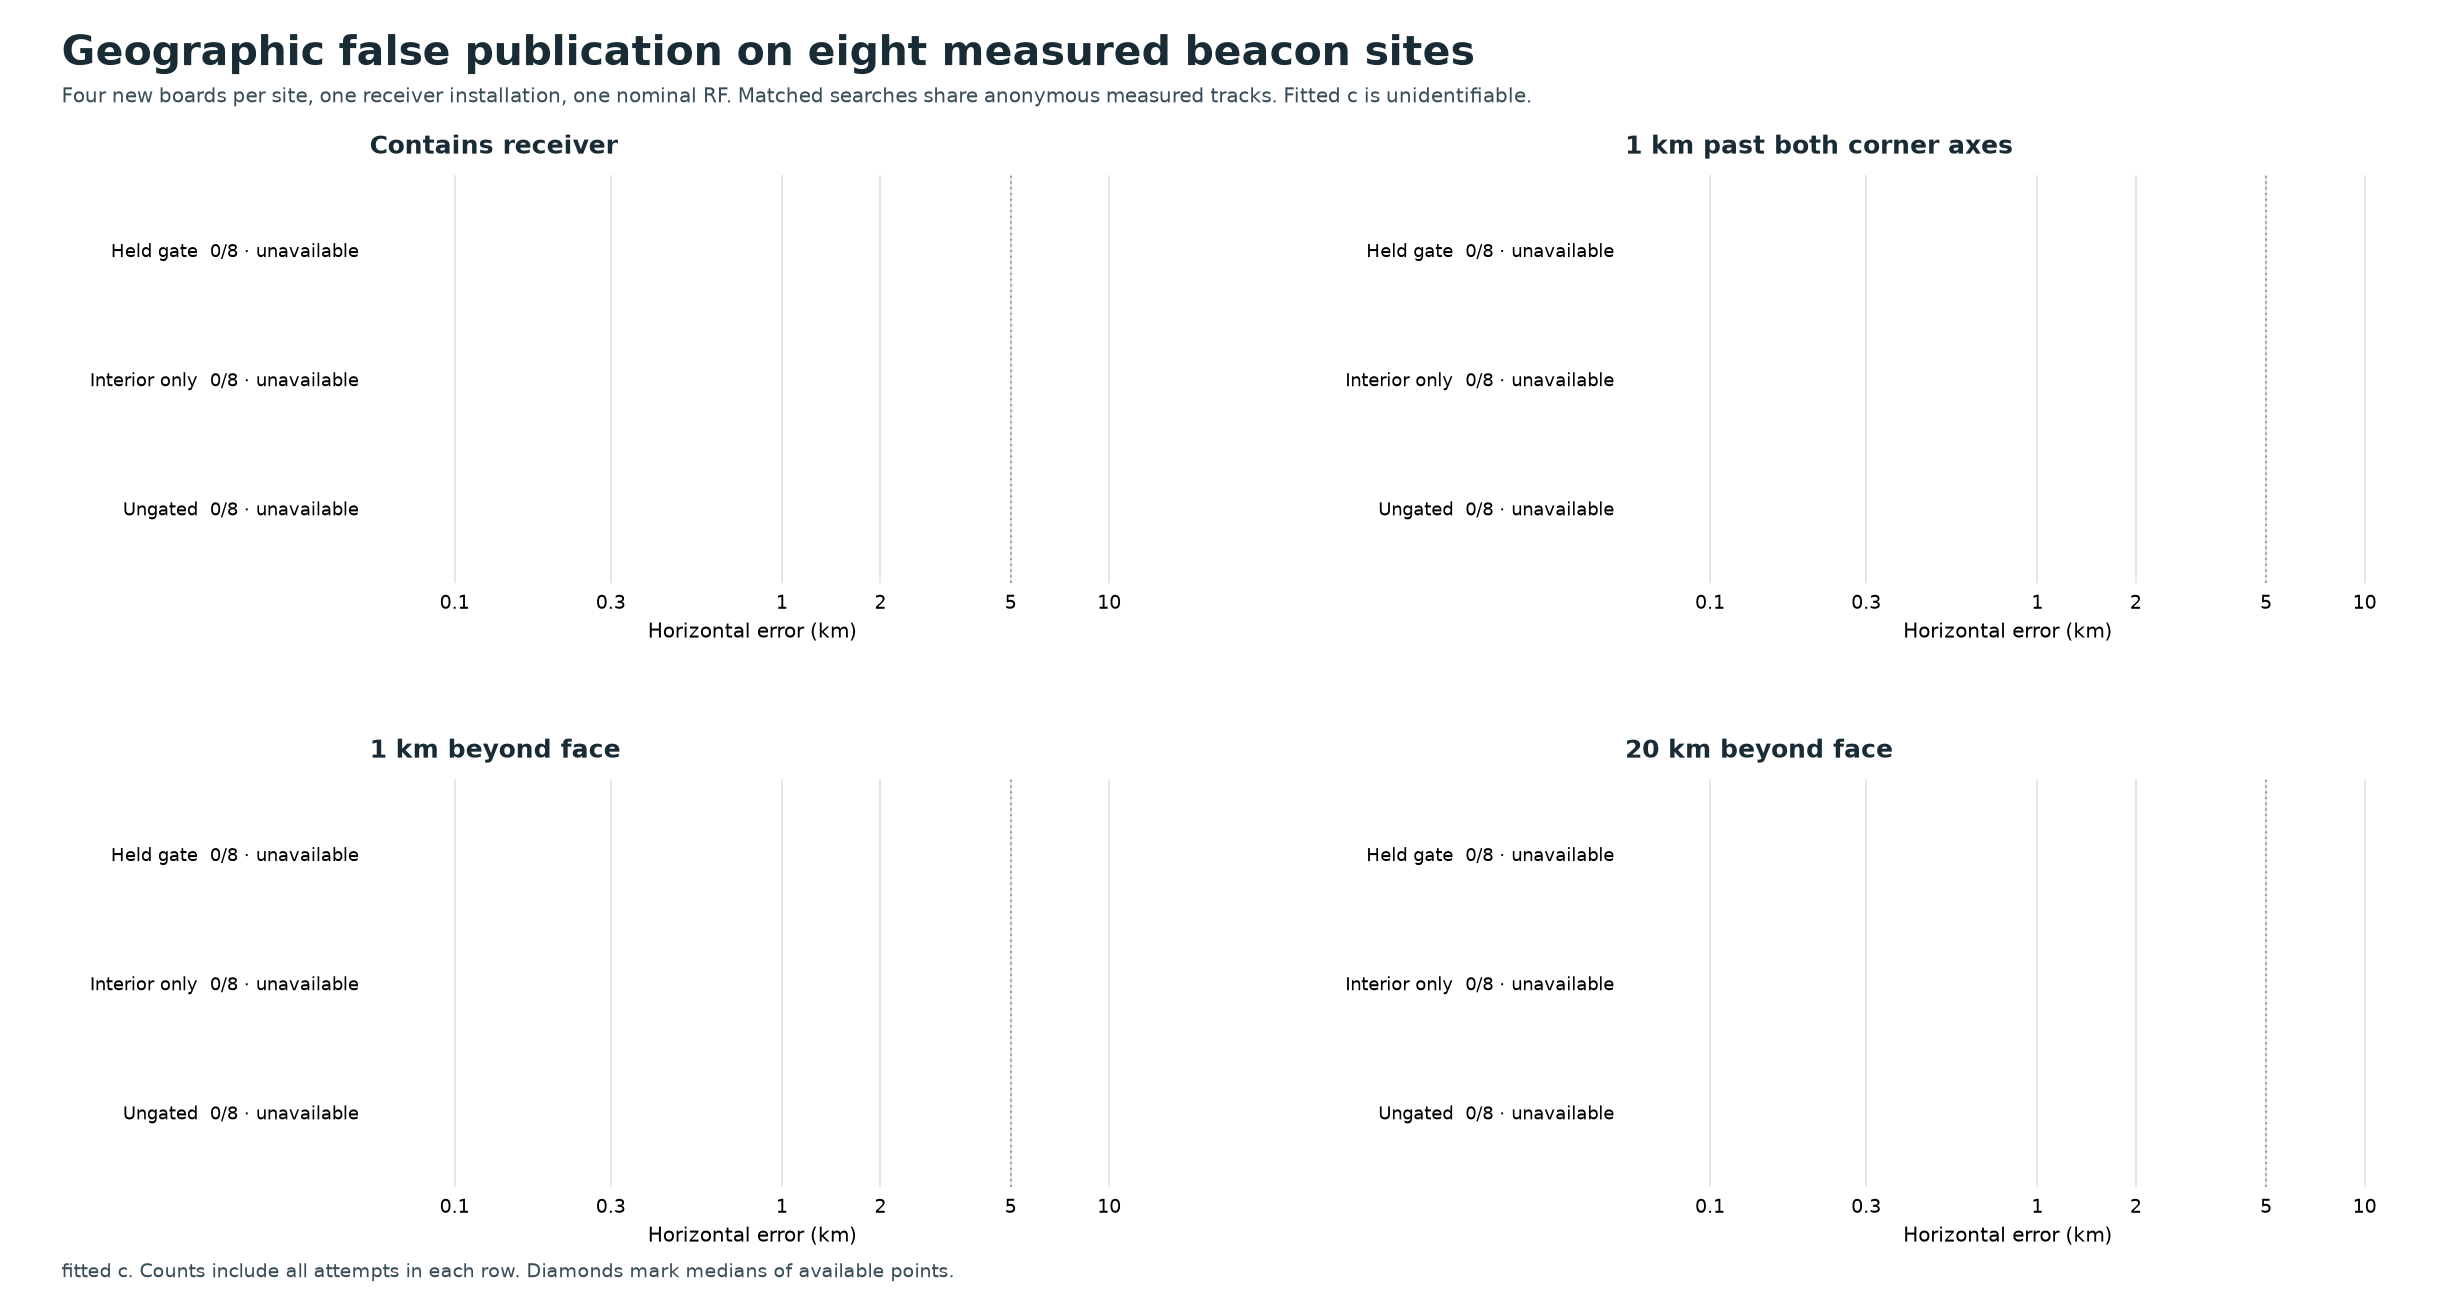 Geographic false publication on eight measured beacon sites
Four new boards per site, one receiver installation, one nominal RF. Matched searches share anonymous measured tracks. Fitted c is unidentifiable.
Contains receiver
Held gate 0/8 · unavailable
Interior only 0/8 · unavailable
Ungated 0/8 · unavailable
0.1 0.3 1 2 5 10
Horizontal error (km)
1 km past both corner axes
Held gate 0/8 · unavailable
Interior only 0/8 · unavailable
Ungated 0/8 · unavailable
0.1 0.3 1 2 5 10
Horizontal error (km)
1 km beyond face
Held gate 0/8 · unavailable
Interior only 0/8 · unavailable
Ungated 0/8 · unavailable
0.1 0.3 1 2 5 10
Horizontal error (km)
20 km beyond face
Held gate 0/8 · unavailable
Interior only 0/8 · unavailable
Ungated 0/8 · unavailable
0.1 0.3 1 2 5 10
Horizontal error (km)
fitted c. Counts include all attempts in each row. Diamonds mark medians of available points.